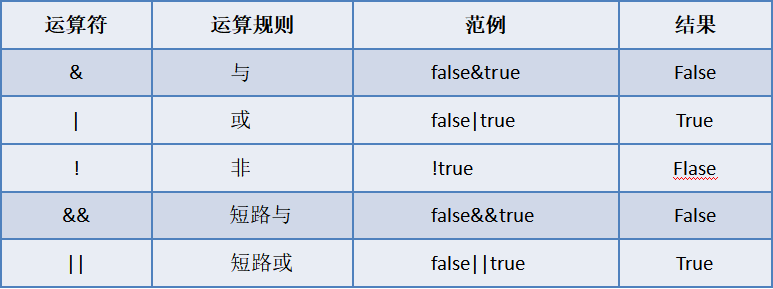 运算符 运算规则 范例 结果
& 与 false&true False
| 或 false|true True
! 非 !true Flase
&& 短路与 false&&true False
|| 短路或 false||true True